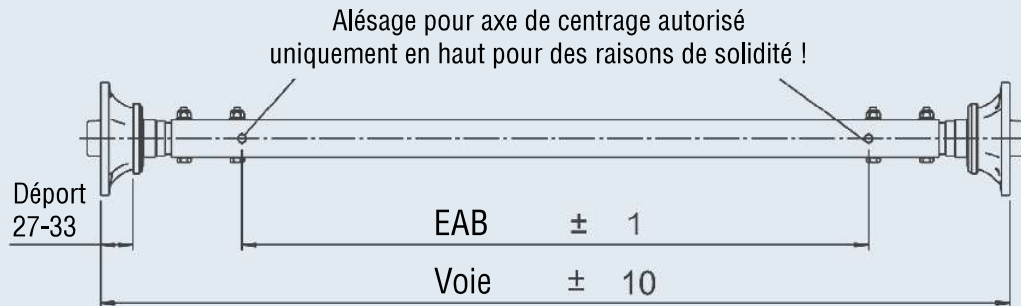 Alésage pour axe de centrage autorisé
uniquement en haut pour des raisons de solidité !
Déport
27-33
EAB ± 1
Voie ± 10